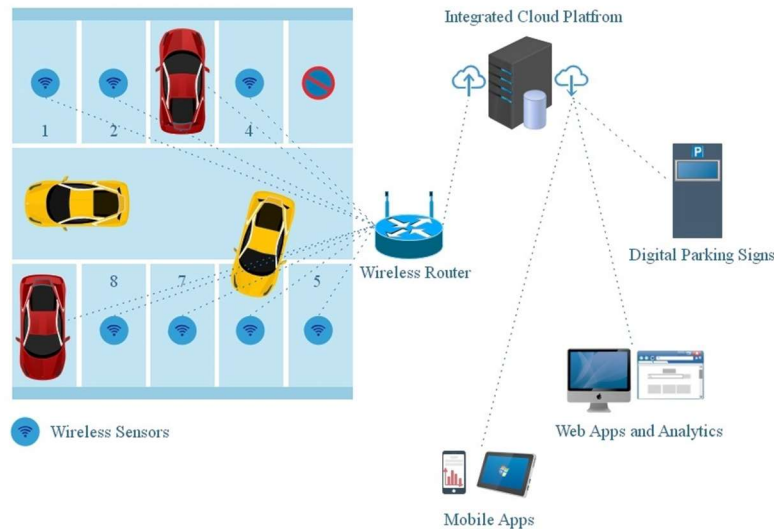 Integrated Cloud Platfrom
1
2
4
P
Wireless Router
Digital Parking Signs
8
7
5
Wireless Sensors
Web Apps and Analytics
Mobile Apps